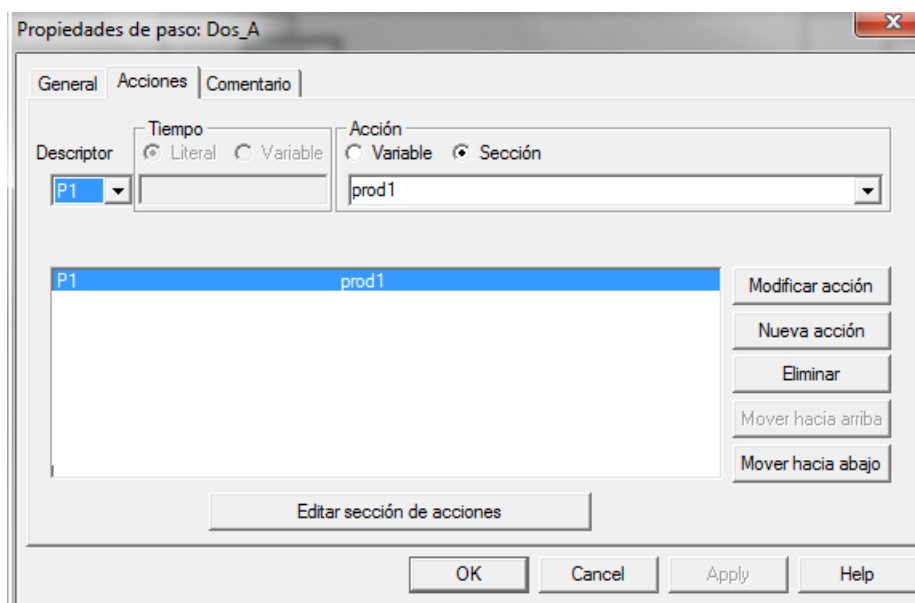 Propiedades de paso: Dos_A
General Acciones Comentario
Tiempo Acción
Descriptor Literal Variable Variable Sección
P1 prod1
P1 prod1
Modificar acción
Nueva acción
Eliminar
Mover hacia arriba
Mover hacia abajo
Editar sección de acciones
OK Cancel Apply Help